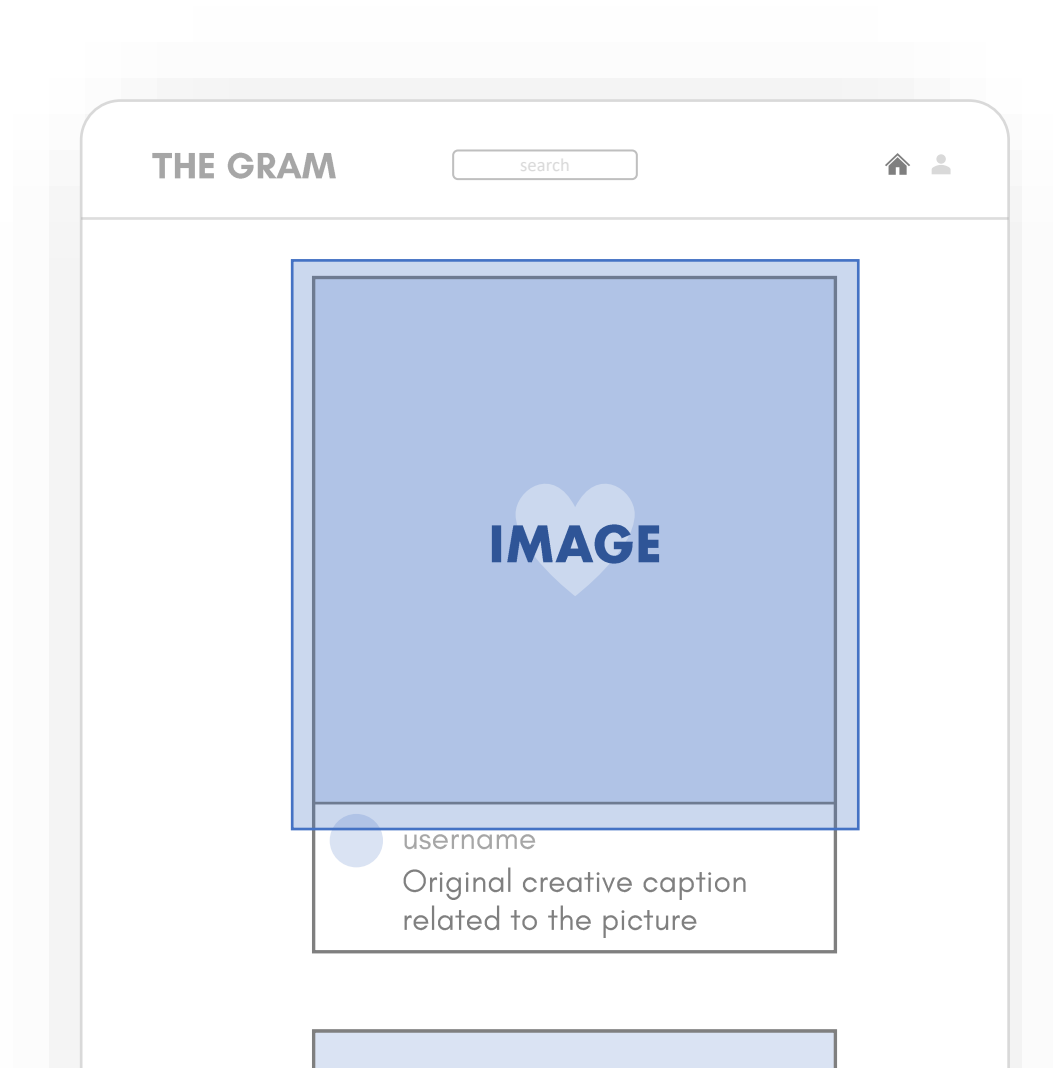 THE GRAM
search
IMAGE
username
Original creative caption
related to the picture